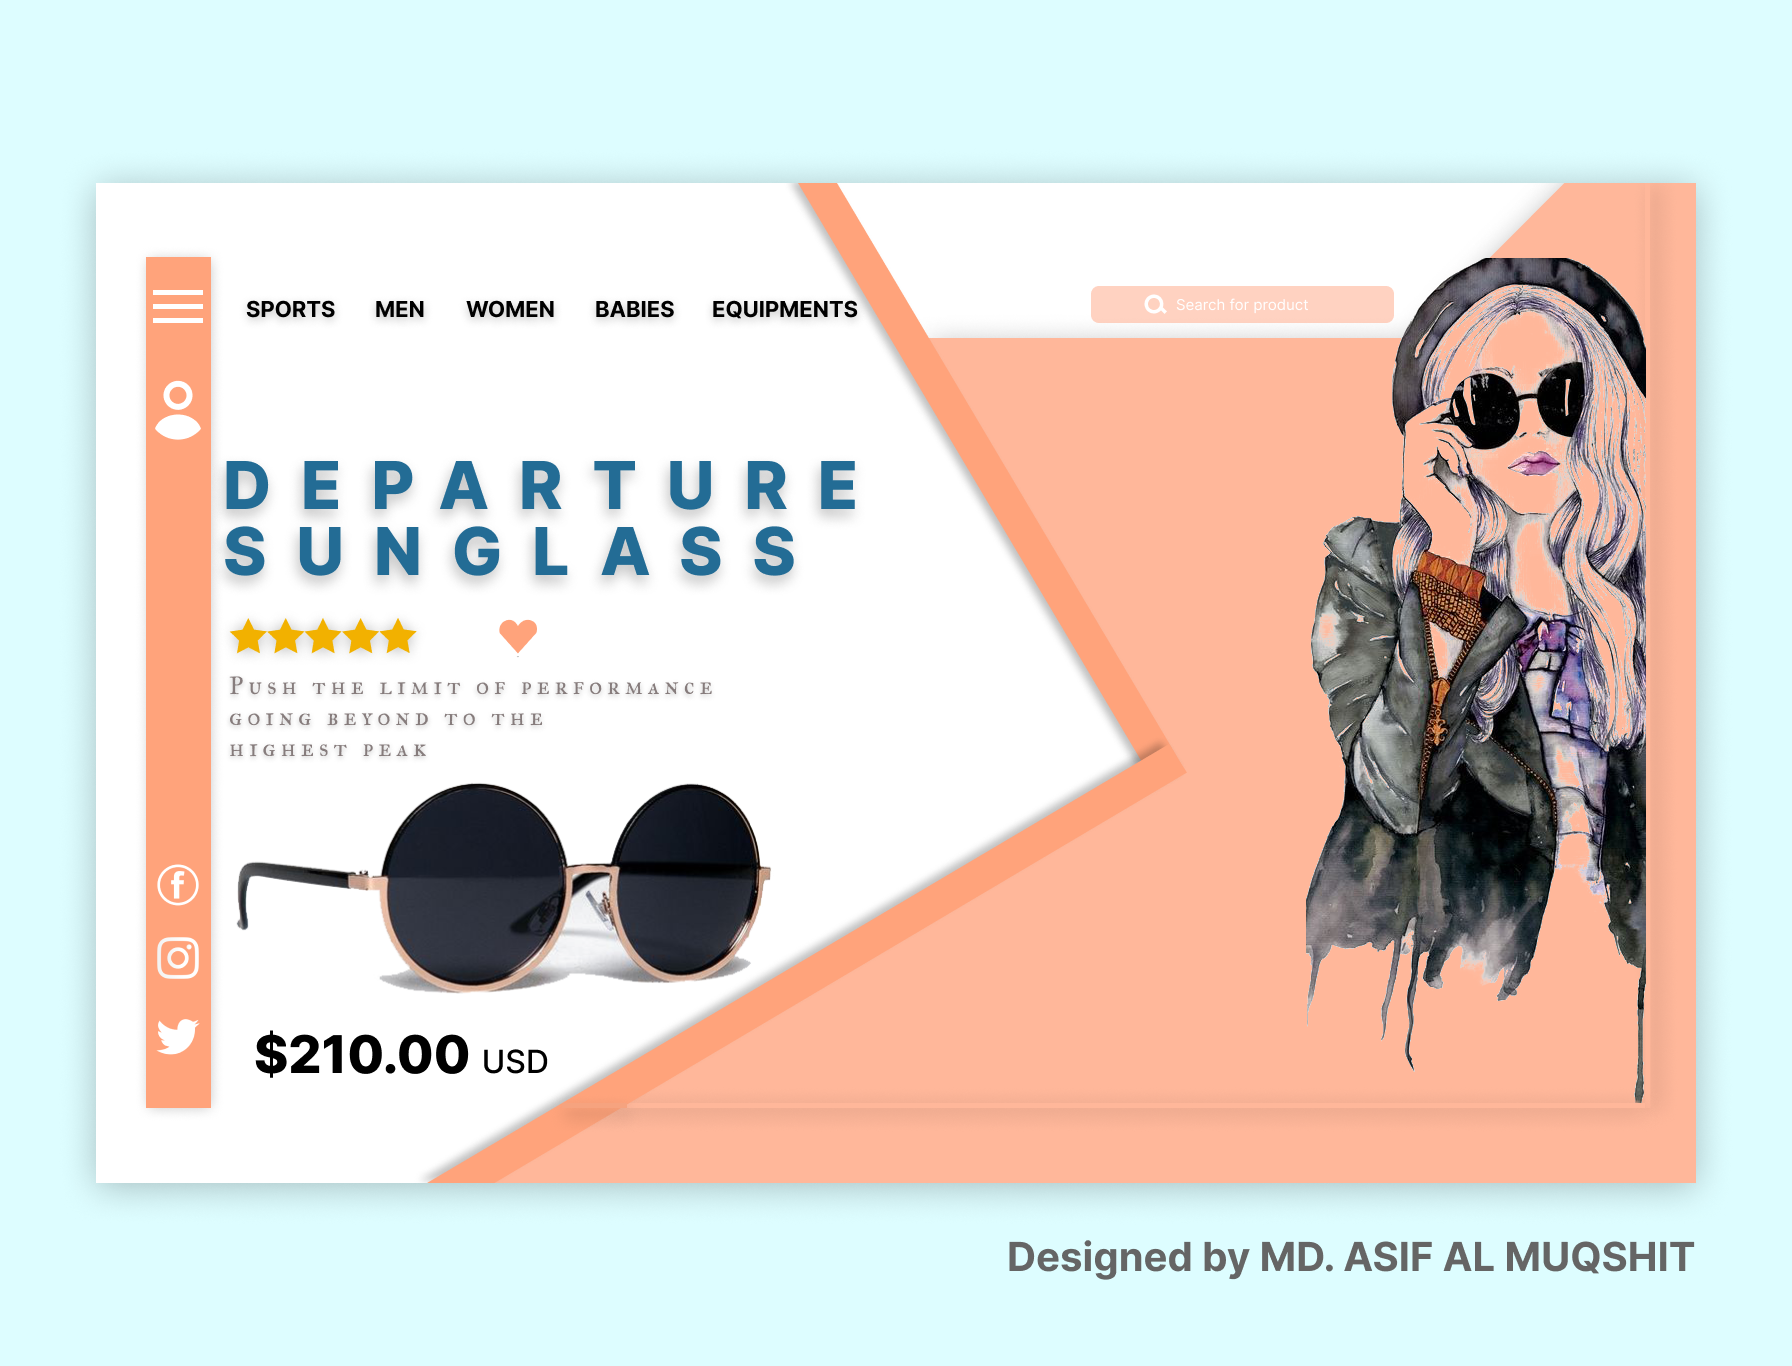 SPORTS MEN WOMEN BABIES EQUIPMENTS
Search for product
DEPARTURE
SUNGLASS
Push the limit of performance
going beyond to the
highest peak
$210.00 USD
Designed by MD. ASIF AL MUQSHIT